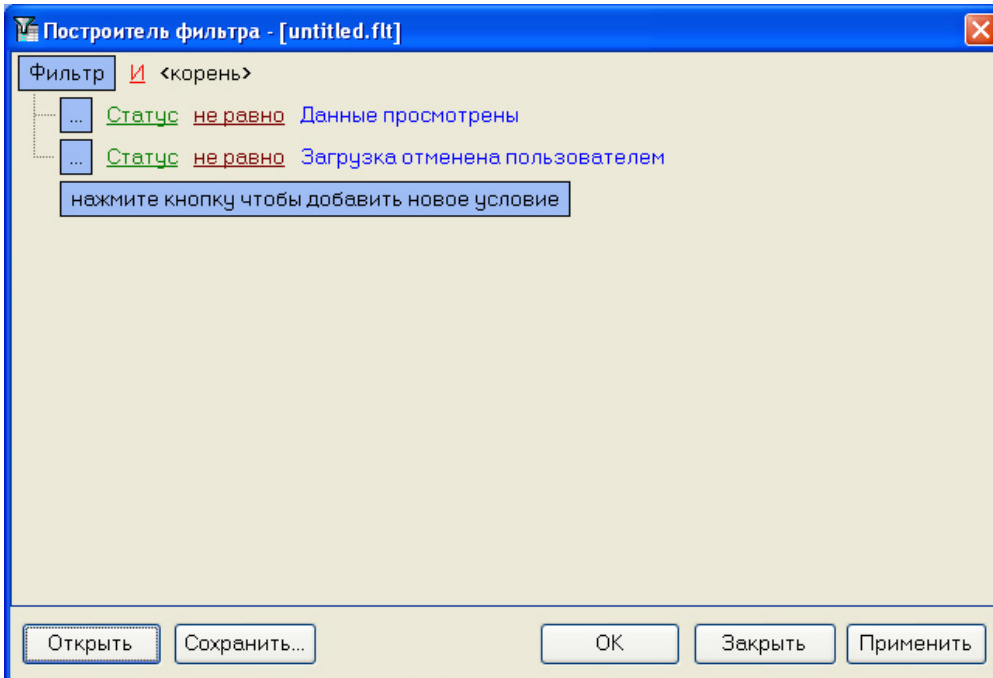 Построитель фильтра - [untitled.flt]
Фильтр И <корень>
... Статус не равно Данные просмотрены
... Статус не равно Загрузка отменена пользователем
нажмите кнопку чтобы добавить новое условие
Открыть Сохранить... OK Закрыть Применить